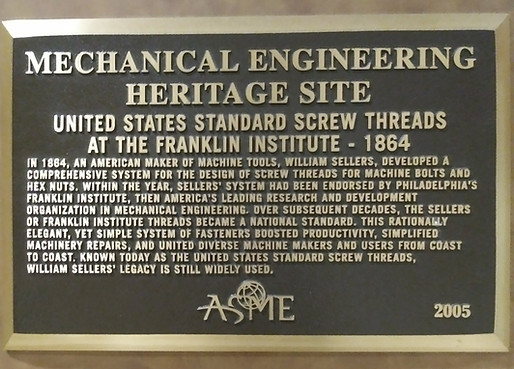 MECHANICAL ENGINEERING
HERITAGE SITE
UNITED STATES STANDARD SCREW THREADS
AT THE FRANKLIN INSTITUTE - 1864
IN 1864, AN AMERICAN MAKER OF MACHINE TOOLS, WILLIAM SELLERS, DEVELOPED A
COMPREHENSIVE SYSTEM FOR THE DESIGN OF SCREW THREADS FOR MACHINE BOLTS AND
HEX NUTS. WITHIN THE YEAR, SELLERS' SYSTEM HAD BEEN ENDORSED BY PHILADELPHIA'S
FRANKLIN INSTITUTE, THEN AMERICA'S LEADING RESEARCH AND DEVELOPMENT
ORGANIZATION IN MECHANICAL ENGINEERING. OVER SUBSEQUENT DECADES, THE SELLERS
OR FRANKLIN INSTITUTE THREADS BECAME A NATIONAL STANDARD. THIS RATIONALLY
ELEGANT, YET SIMPLE SYSTEM OF FASTENERS BOOSTED PRODUCTIVITY, SIMPLIFIED
MACHINERY REPAIRS, AND UNITED DIVERSE MACHINE MAKERS AND USERS FROM COAST
TO COAST. KNOWN TODAY AS THE UNITED STATES STANDARD SCREW THREADS,
WILLIAM SELLERS' LEGACY IS STILL WIDELY USED.
ASME
2005